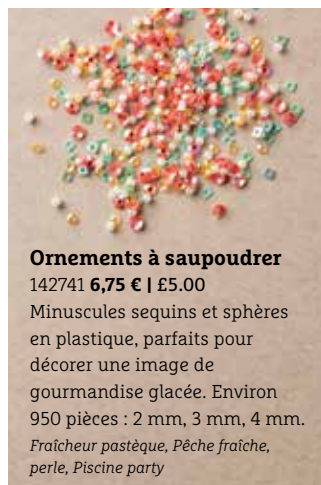 Ornements à saupoudrer
142741 6,75 € | £5.00
Minuscules sequins et sphères
en plastique, parfaits pour
décorer une image de
gourmandise glacée. Environ
950 pièces : 2 mm, 3 mm, 4 mm.
Fraîcheur pastèque, Pêche fraîche,
perle, Piscine party